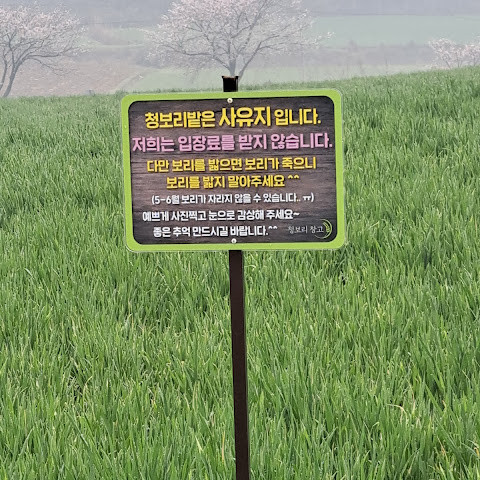 청보리밭은 사유지 입니다.
저희는 입장료를 받지 않습니다.
다만 보리를 밟으면 보리가 죽으니
보리를 밟지 말아주세요 ^^
(5-6월 보리가 자라지 않을 수 있습니다.. ㅠ)
예쁘게 사진찍고 눈으로 감상해 주세요~
좋은 추억 만드시길 바랍니다.^^
청보리 창고